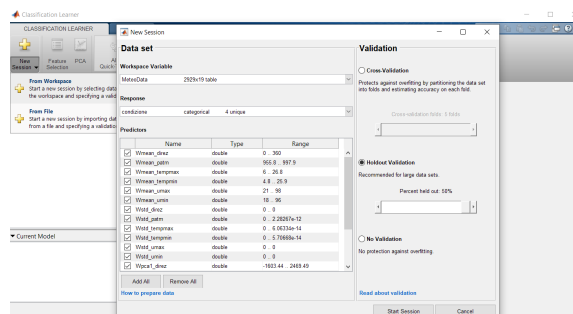 Classification Learner
CLASSIFICATION LEARNER
New Session
Feature Selection
PCA
All Quick-
From Workspace
Start a new session by selecting data
the workspace and specifying a valid
From File
Start a new session by importing dat
from a file and specifying a validatio
Current Model
New Session
Data set
Workspace Variable
MeteoData 2929x19 table
Response
condizione categorical 4 unique
Predictors
Name Type Range
Wmean_direz double 0 .. 360
Wmean_patm double 955.8 .. 997.9
Wmean_tempmax double 6 .. 26.8
Wmean_tempmin double 4.8 .. 25.9
Wmean_umax double 21 .. 98
Wmean_umin double 18 .. 96
Wstd_direz double 0 .. 0
Wstd_patm double 0 .. 2.28267e-12
Wstd_tempmax double 0 .. 6.06334e-14
Wstd_tempmin double 0 .. 5.70668e-14
Wstd_umax double 0 .. 0
Wstd_umin double 0 .. 0
Wpca1_direz double -1603.44 .. 2469.49
Add All
Remove All
How to prepare data
Validation
Cross-Validation
Protects against overfitting by partitioning the data set
into folds and estimating accuracy on each fold.
Cross-validation folds: 5 folds
Holdout Validation
Recommended for large data sets.
Percent held out: 50%
No Validation
No protection against overfitting
Read about validation
Start Session
Cancel